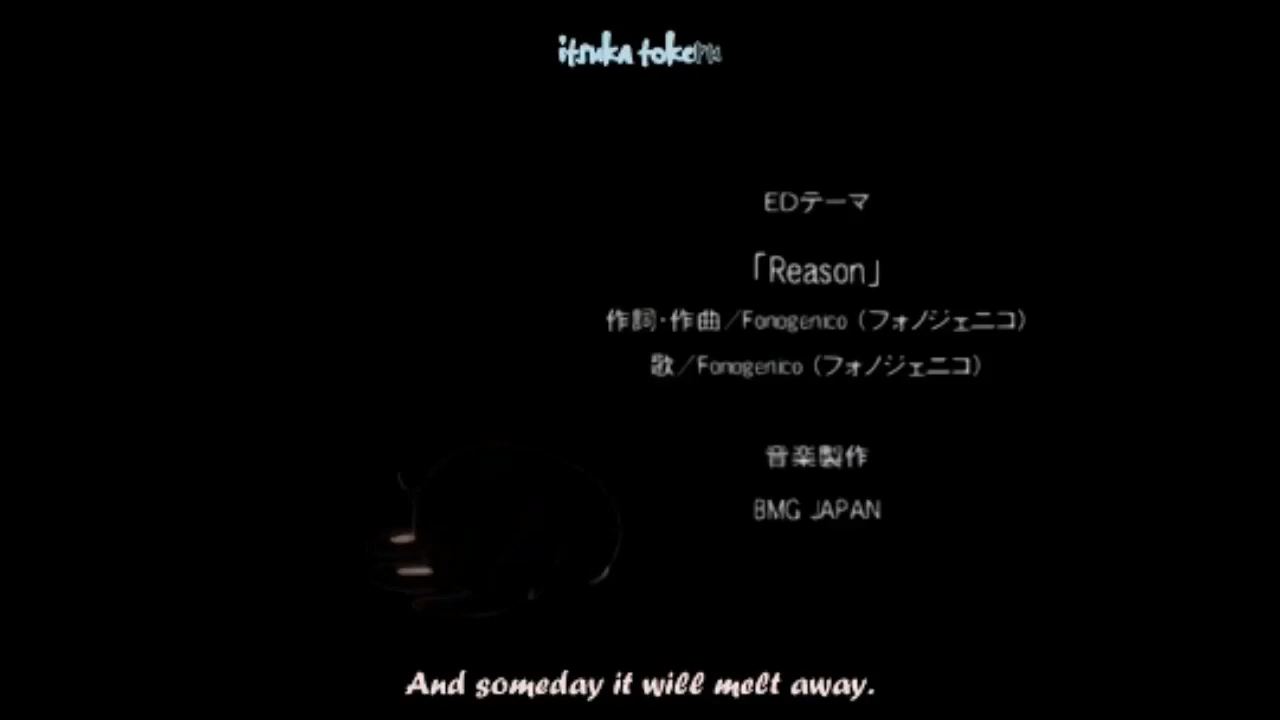 itsuka tokeru
EDテーマ
「Reason」
作詞･作曲／Fonogenico（フォノジェニコ）
歌／Fonogenico（フォノジェニコ）
音楽製作
BMG JAPAN
And someday it will melt away.